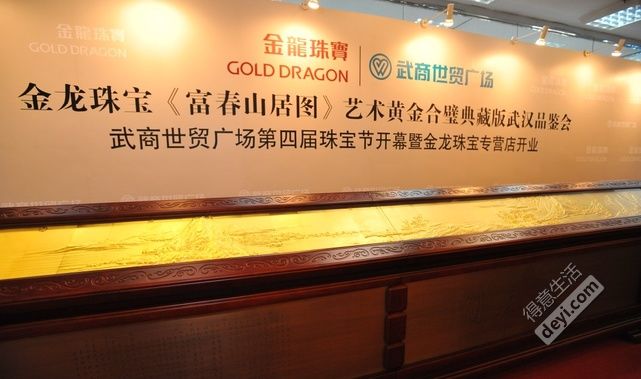 金龍珠寶
金龍珠寶
GOLD DRAGON
武商世贸广场
金龙珠宝《富春山居图》艺术黄金合璧典藏版武汉品鉴会
武商世贸广场第四届珠宝节开幕暨金龙珠宝专营店开业
得意生活
deyi.com